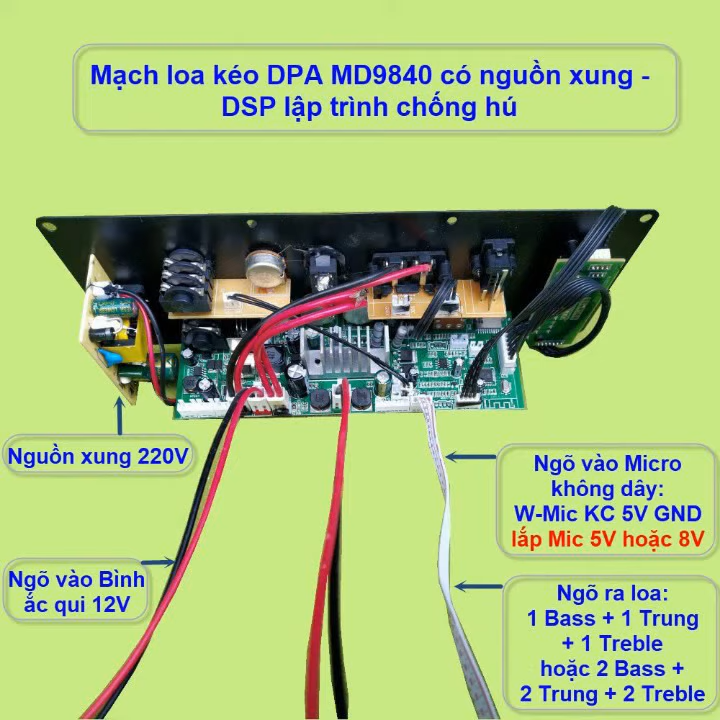 Mạch loa kéo DPA MD9840 có nguồn xung -
DSP lập trình chống hú
Nguồn xung 220V
Ngõ vào Bình
ắc qui 12V
Ngõ vào Micro
không dây:
W-Mic KC 5V GND
lắp Mic 5V hoặc 8V
Ngõ ra loa:
1 Bass + 1 Trung
+ 1 Treble
hoặc 2 Bass +
2 Trung + 2 Treble